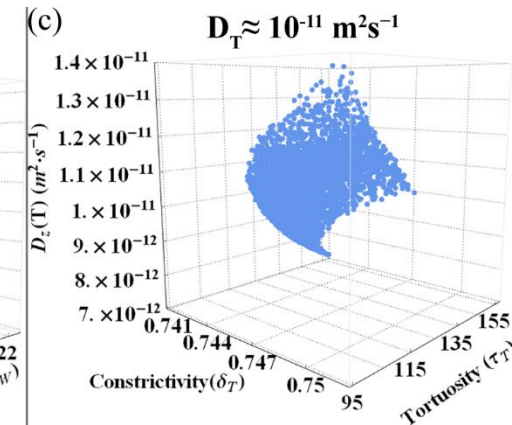 (c)
D_T ≈ 10^-11 m²s⁻¹
1.4 × 10⁻¹¹
1.3 × 10⁻¹¹
1.2 × 10⁻¹¹
1.1 × 10⁻¹¹
1. × 10⁻¹¹
9. × 10⁻¹²
8. × 10⁻¹²
7. × 10⁻¹²
D_z(T) (m²·s⁻¹)
0.741
0.744
0.747
0.75
Constrictivity(δ_T)
95
115
135
155
Tortuosity (τ_T)
22
W)